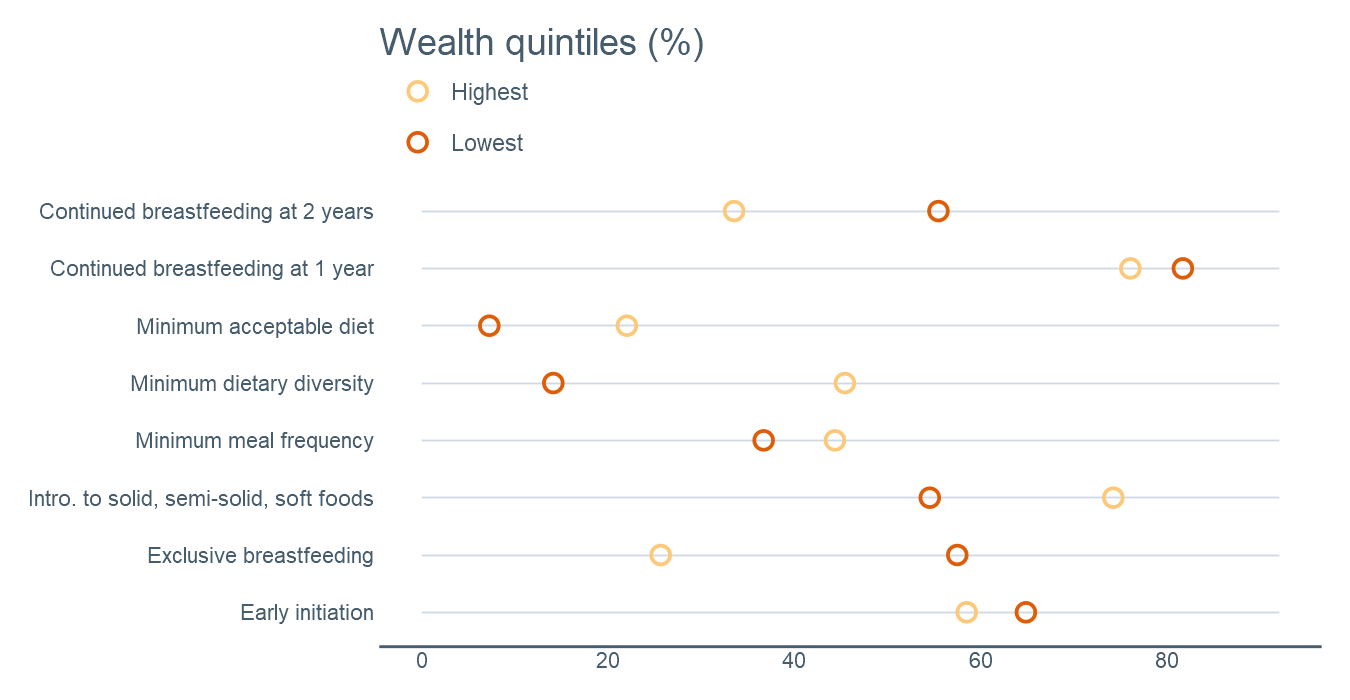 Wealth quintiles (%)
Highest
Lowest
Continued breastfeeding at 2 years
Continued breastfeeding at 1 year
Minimum acceptable diet
Minimum dietary diversity
Minimum meal frequency
Intro. to solid, semi-solid, soft foods
Exclusive breastfeeding
Early initiation
0 20 40 60 80